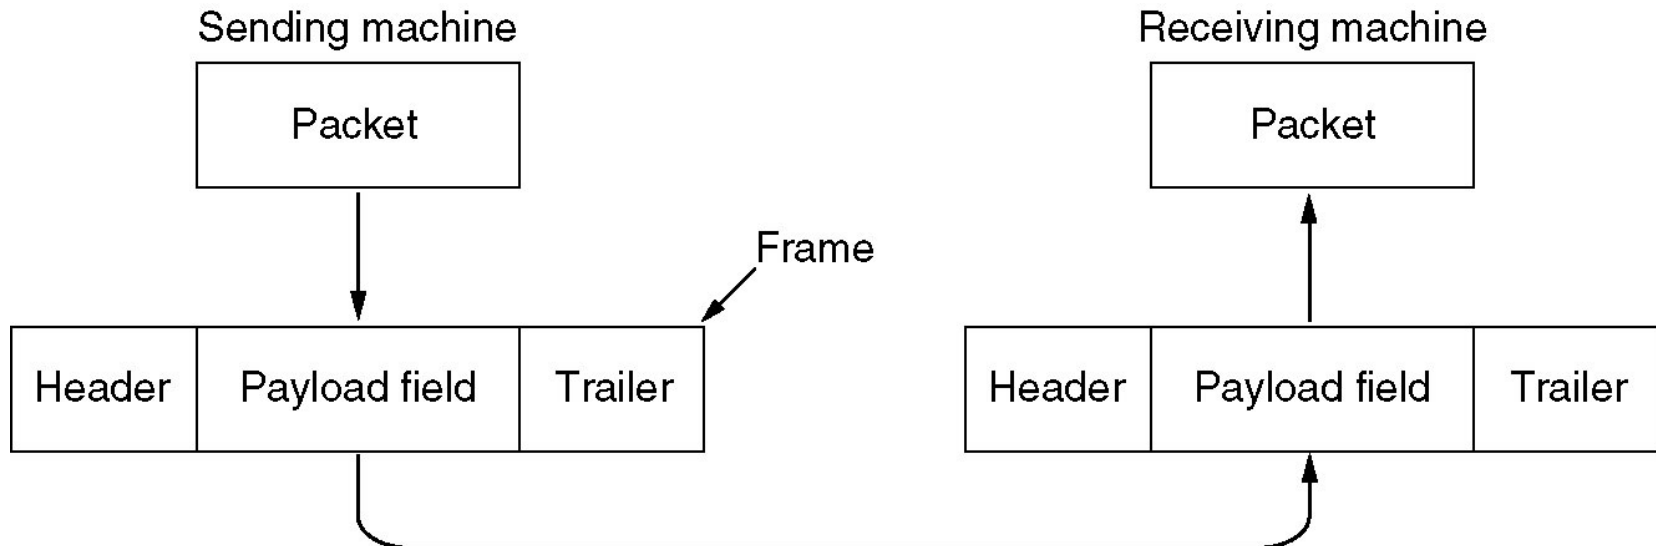 Sending machine
Receiving machine
Packet
Packet
Frame
Header
Payload field
Trailer
Header
Payload field
Trailer